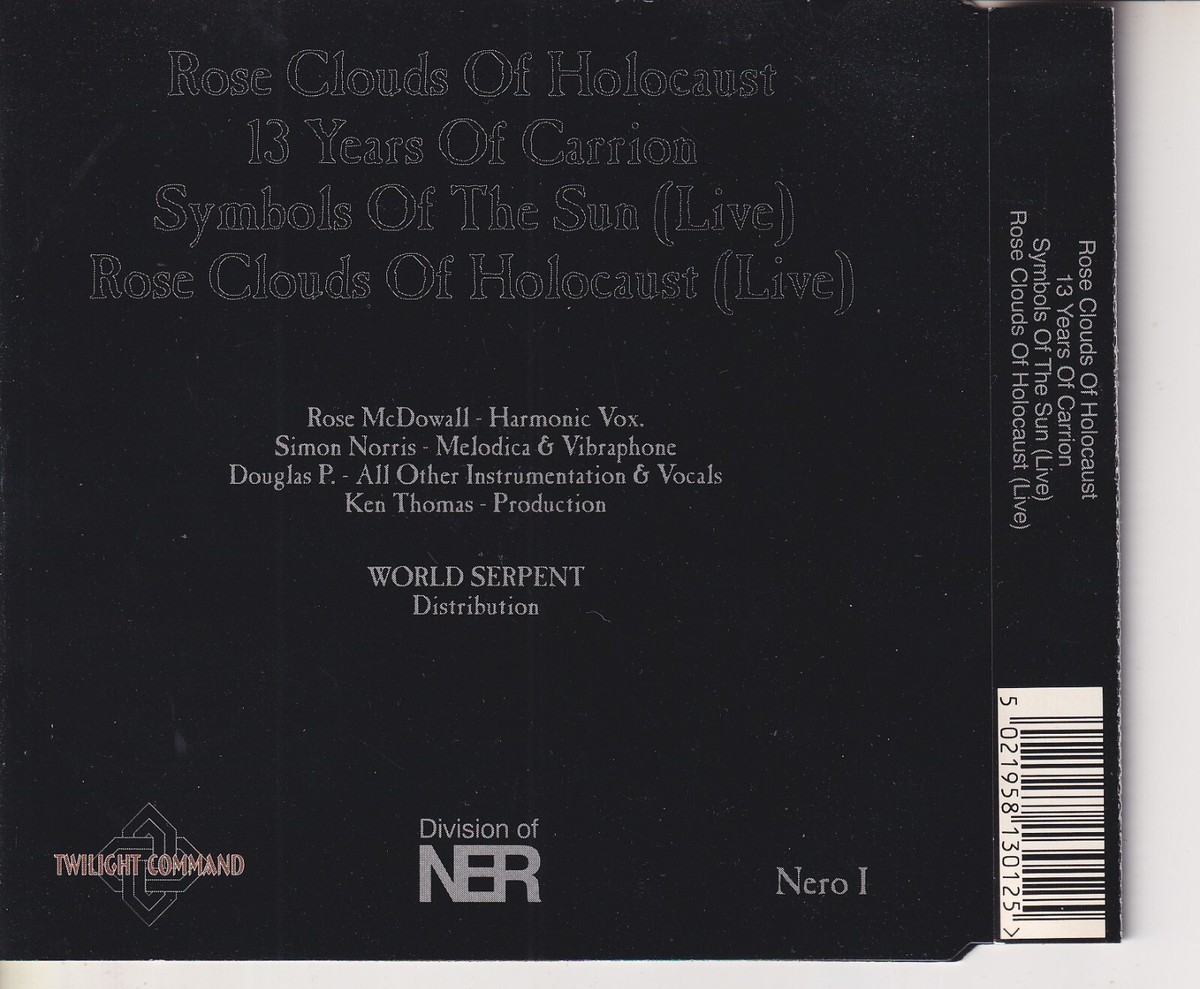 Rose Clouds Of Holocaust
13 Years Of Carrion
Symbols Of The Sun (Live)
Rose Clouds Of Holocaust (Live)
Rose McDowall - Harmonic Vox.
Simon Norris - Melodica & Vibraphone
Douglas P. - All Other Instrumentation & Vocals
Ken Thomas - Production
WORLD SERPENT
Distribution
TWILIGHT COMMAND
Division of
NER
Nero I
Rose Clouds Of Holocaust
13 Years Of Carrion
Symbols Of The Sun (Live)
Rose Clouds Of Holocaust (Live)
5 021958 130125 >